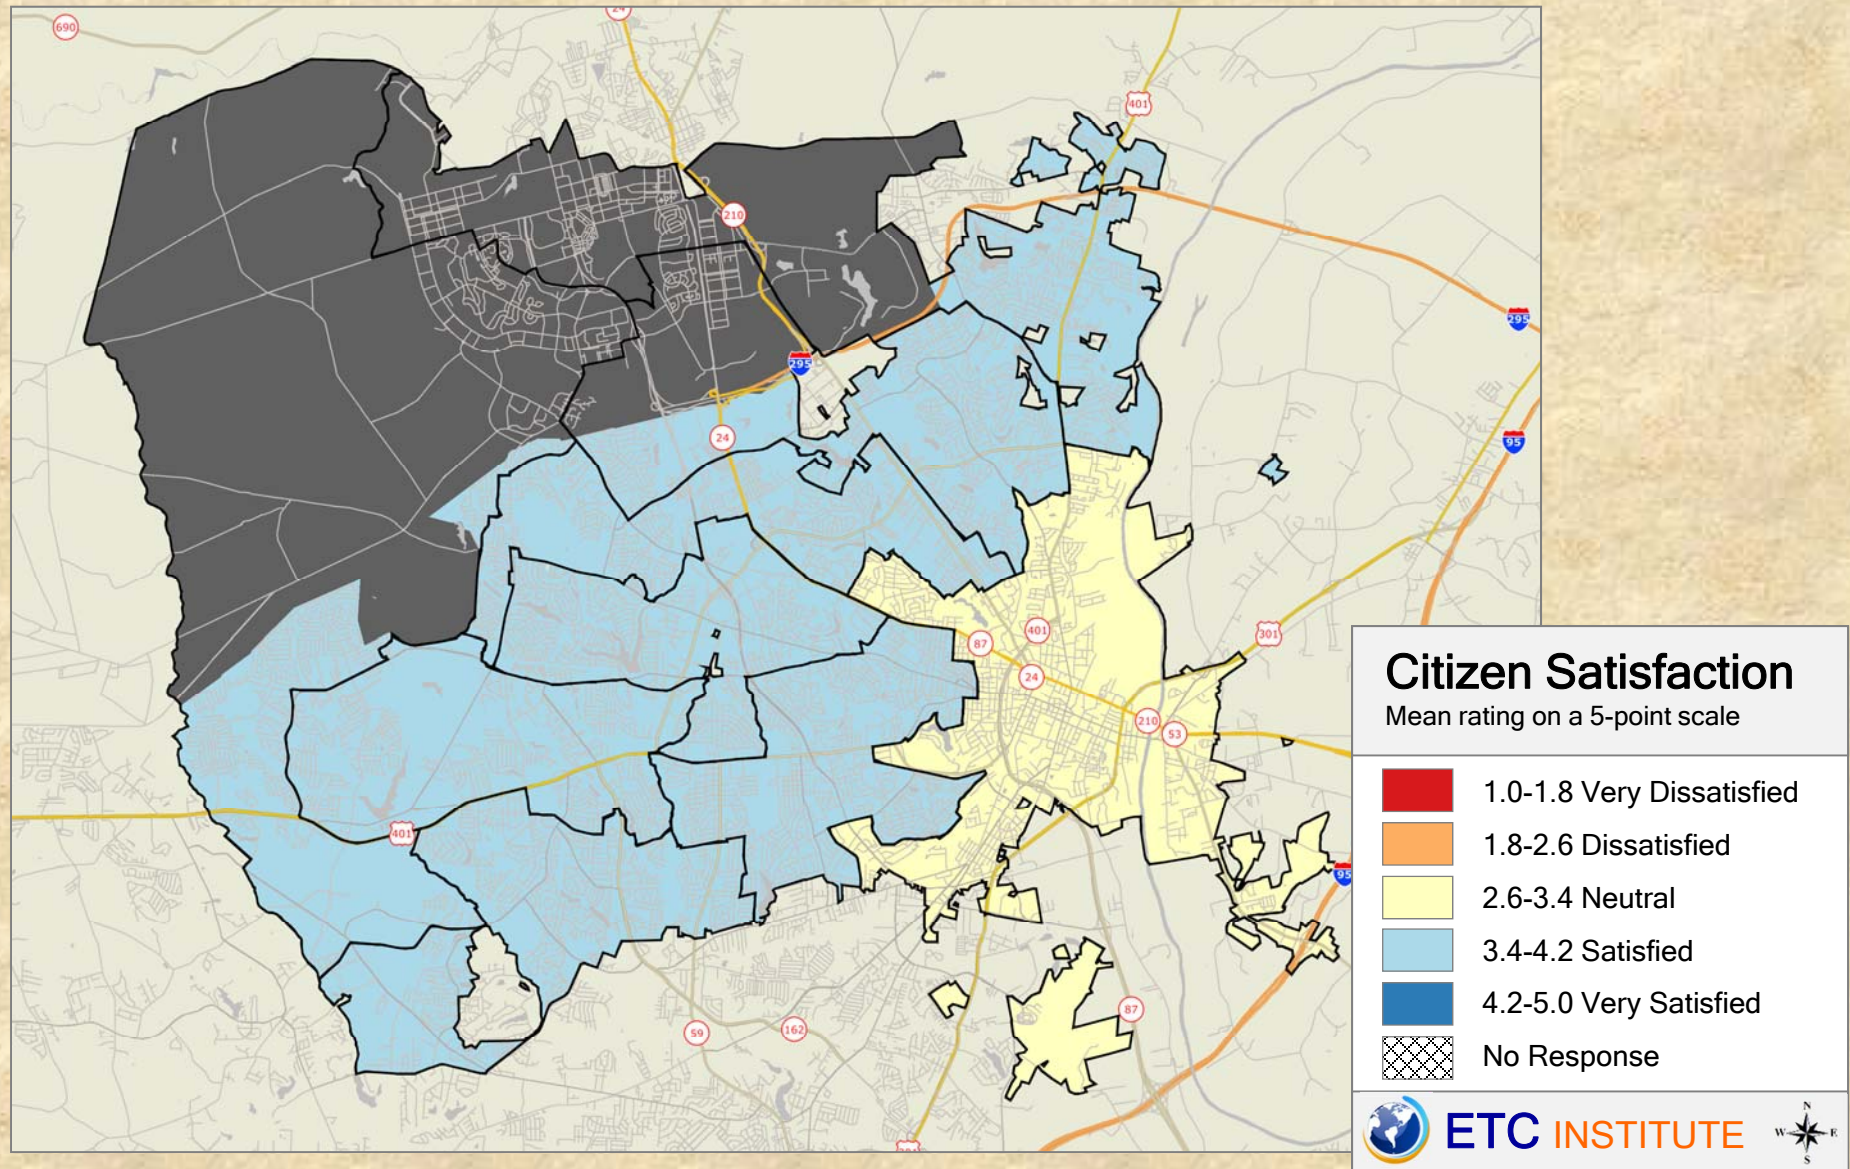 690
24
401
210
295
295
24
95
87
401
301
24
210
53
401
95
87
59
162
Citizen Satisfaction
Mean rating on a 5-point scale
1.0-1.8 Very Dissatisfied
1.8-2.6 Dissatisfied
2.6-3.4 Neutral
3.4-4.2 Satisfied
4.2-5.0 Very Satisfied
No Response
ETC INSTITUTE
N
W E
S